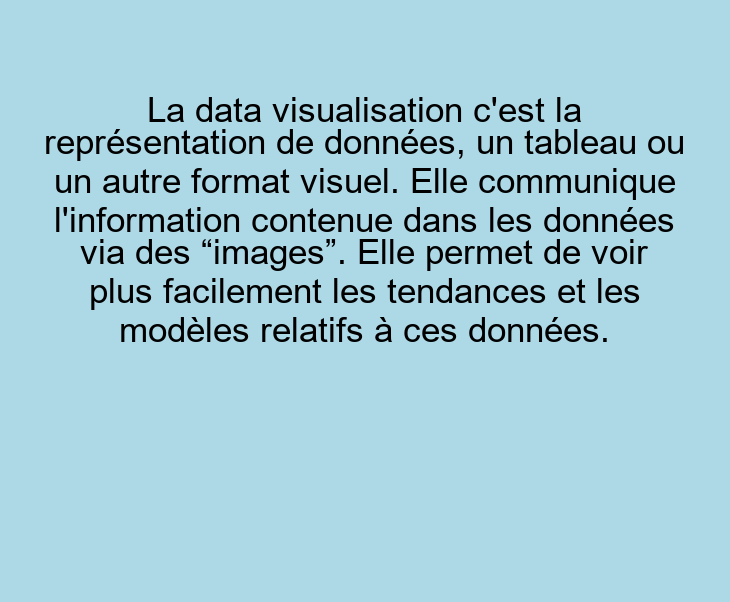 La data visualisation c'est la
représentation de données, un tableau ou
un autre format visuel. Elle communique
l'information contenue dans les données
via des “images”. Elle permet de voir
plus facilement les tendances et les
modèles relatifs à ces données.